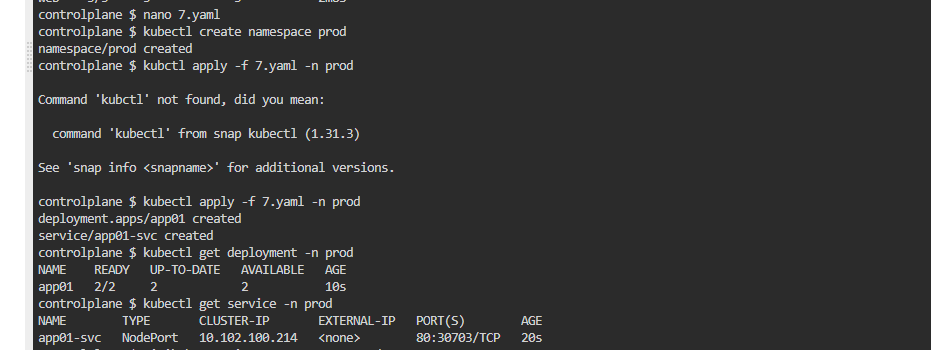 controlplane $ nano 7.yaml
controlplane $ kubectl create namespace prod
namespace/prod created
controlplane $ kubctl apply -f 7.yaml -n prod
Command 'kubctl' not found, did you mean:
command 'kubectl' from snap kubectl (1.31.3)
See 'snap info <snapname>' for additional versions.
controlplane $ kubectl apply -f 7.yaml -n prod
deployment.apps/app01 created
service/app01-svc created
controlplane $ kubectl get deployment -n prod
NAME READY UP-TO-DATE AVAILABLE AGE
app01 2/2 2 2 10s
controlplane $ kubectl get service -n prod
NAME TYPE CLUSTER-IP EXTERNAL-IP PORT(S) AGE
app01-svc NodePort 10.102.100.214 <none> 80:30703/TCP 20s